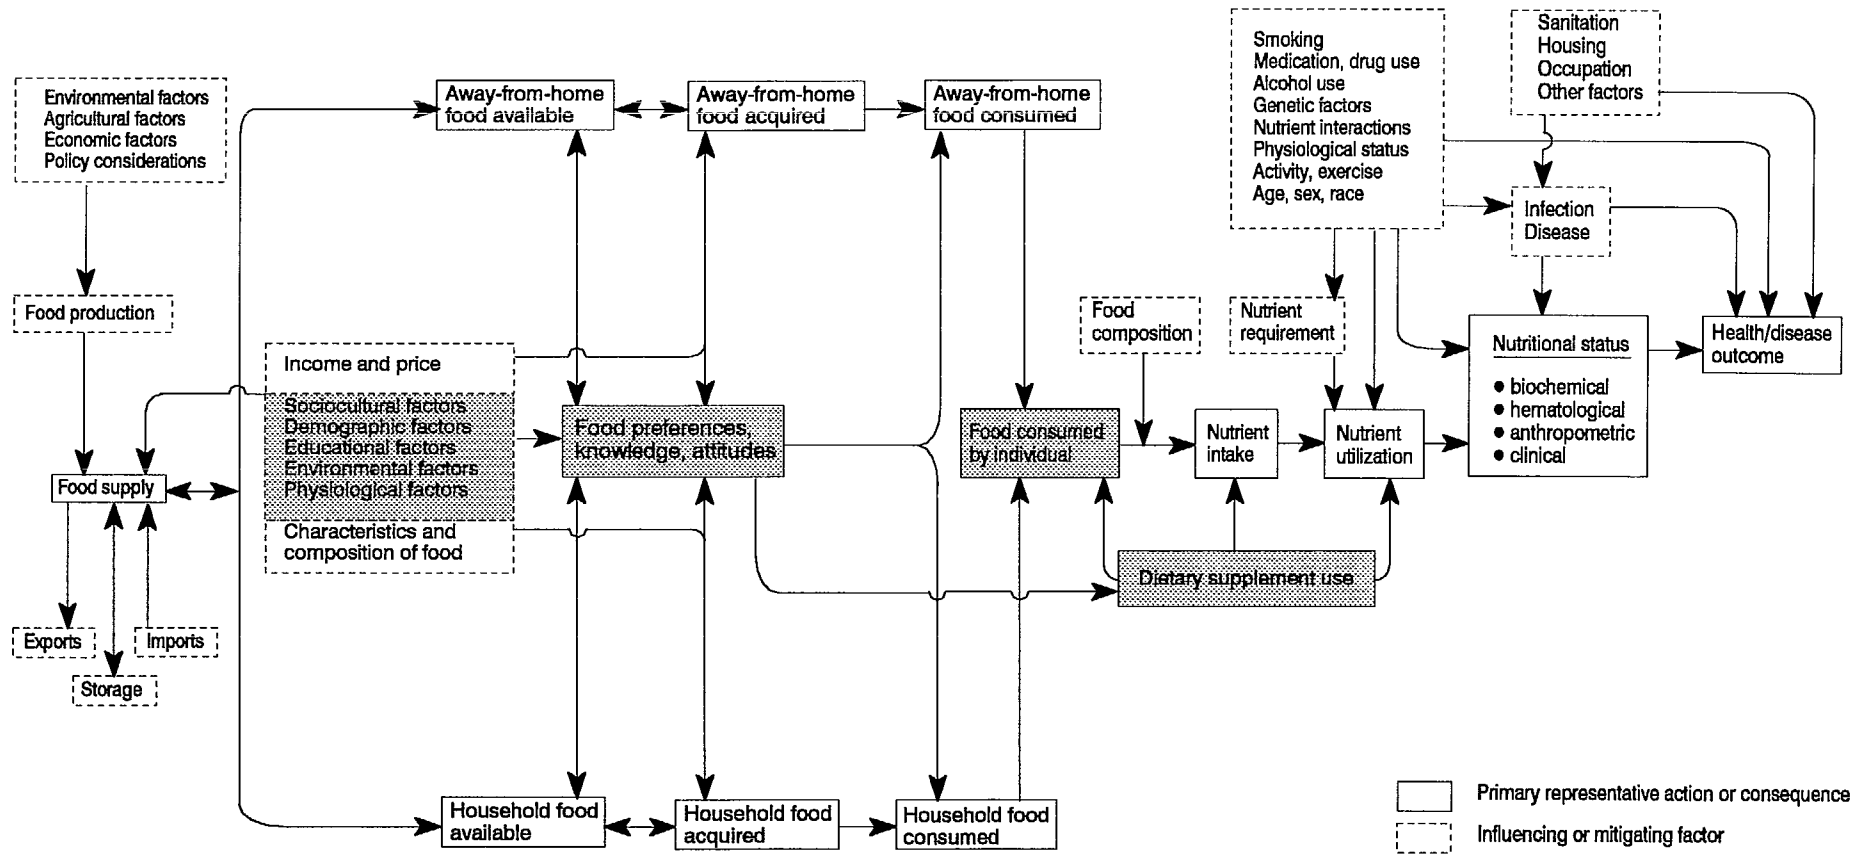 Environmental factors
Agricultural factors
Economic factors
Policy considerations
Food production
Food supply
Exports
Imports
Storage
Away-from-home
food available
Away-from-home
food acquired
Away-from-home
food consumed
Income and price
Sociocultural factors
Demographic factors
Educational factors
Environmental factors
Physiological factors
Characteristics and
composition of food
Food preferences,
knowledge, attitudes
Household food
available
Household food
acquired
Household food
consumed
Food consumed
by individual
Dietary supplement use
Food
composition
Nutrient
intake
Smoking
Medication, drug use
Alcohol use
Genetic factors
Nutrient interactions
Physiological status
Activity, exercise
Age, sex, race
Nutrient
requirement
Nutrient
utilization
Sanitation
Housing
Occupation
Other factors
Infection
Disease
Nutritional status
● biochemical
● hematological
● anthropometric
● clinical
Health/disease
outcome
Primary representative action or consequence
Influencing or mitigating factor